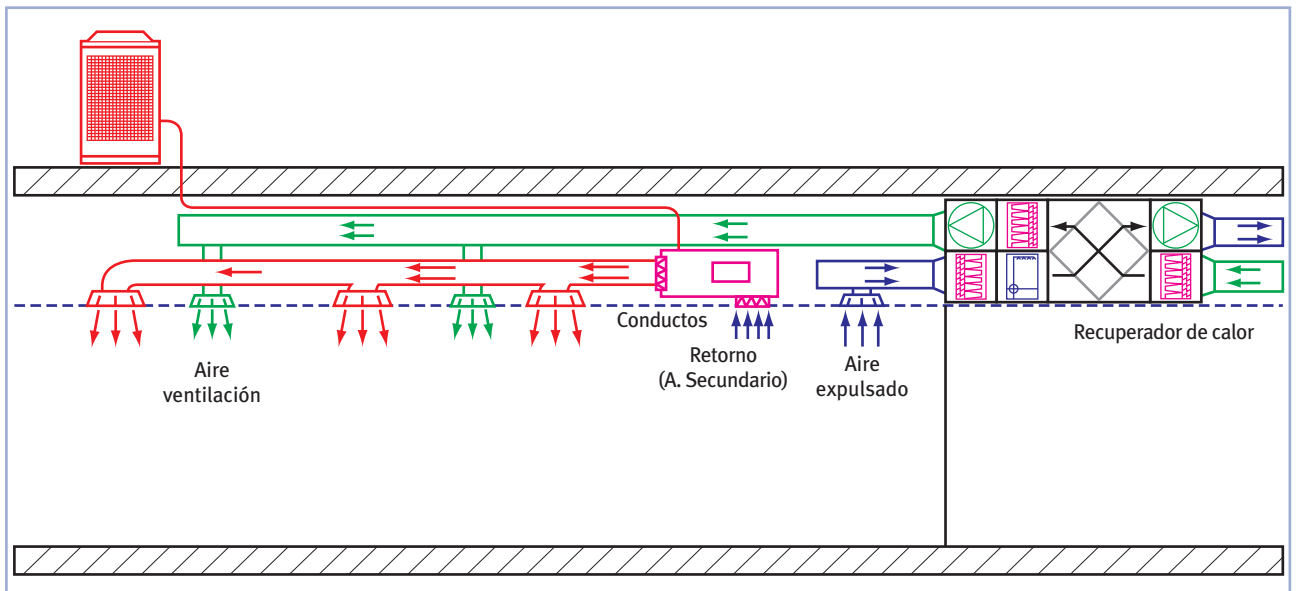 Conductos
Recuperador de calor
Retorno
(A. Secundario)
Aire
expulsado
Aire
ventilación